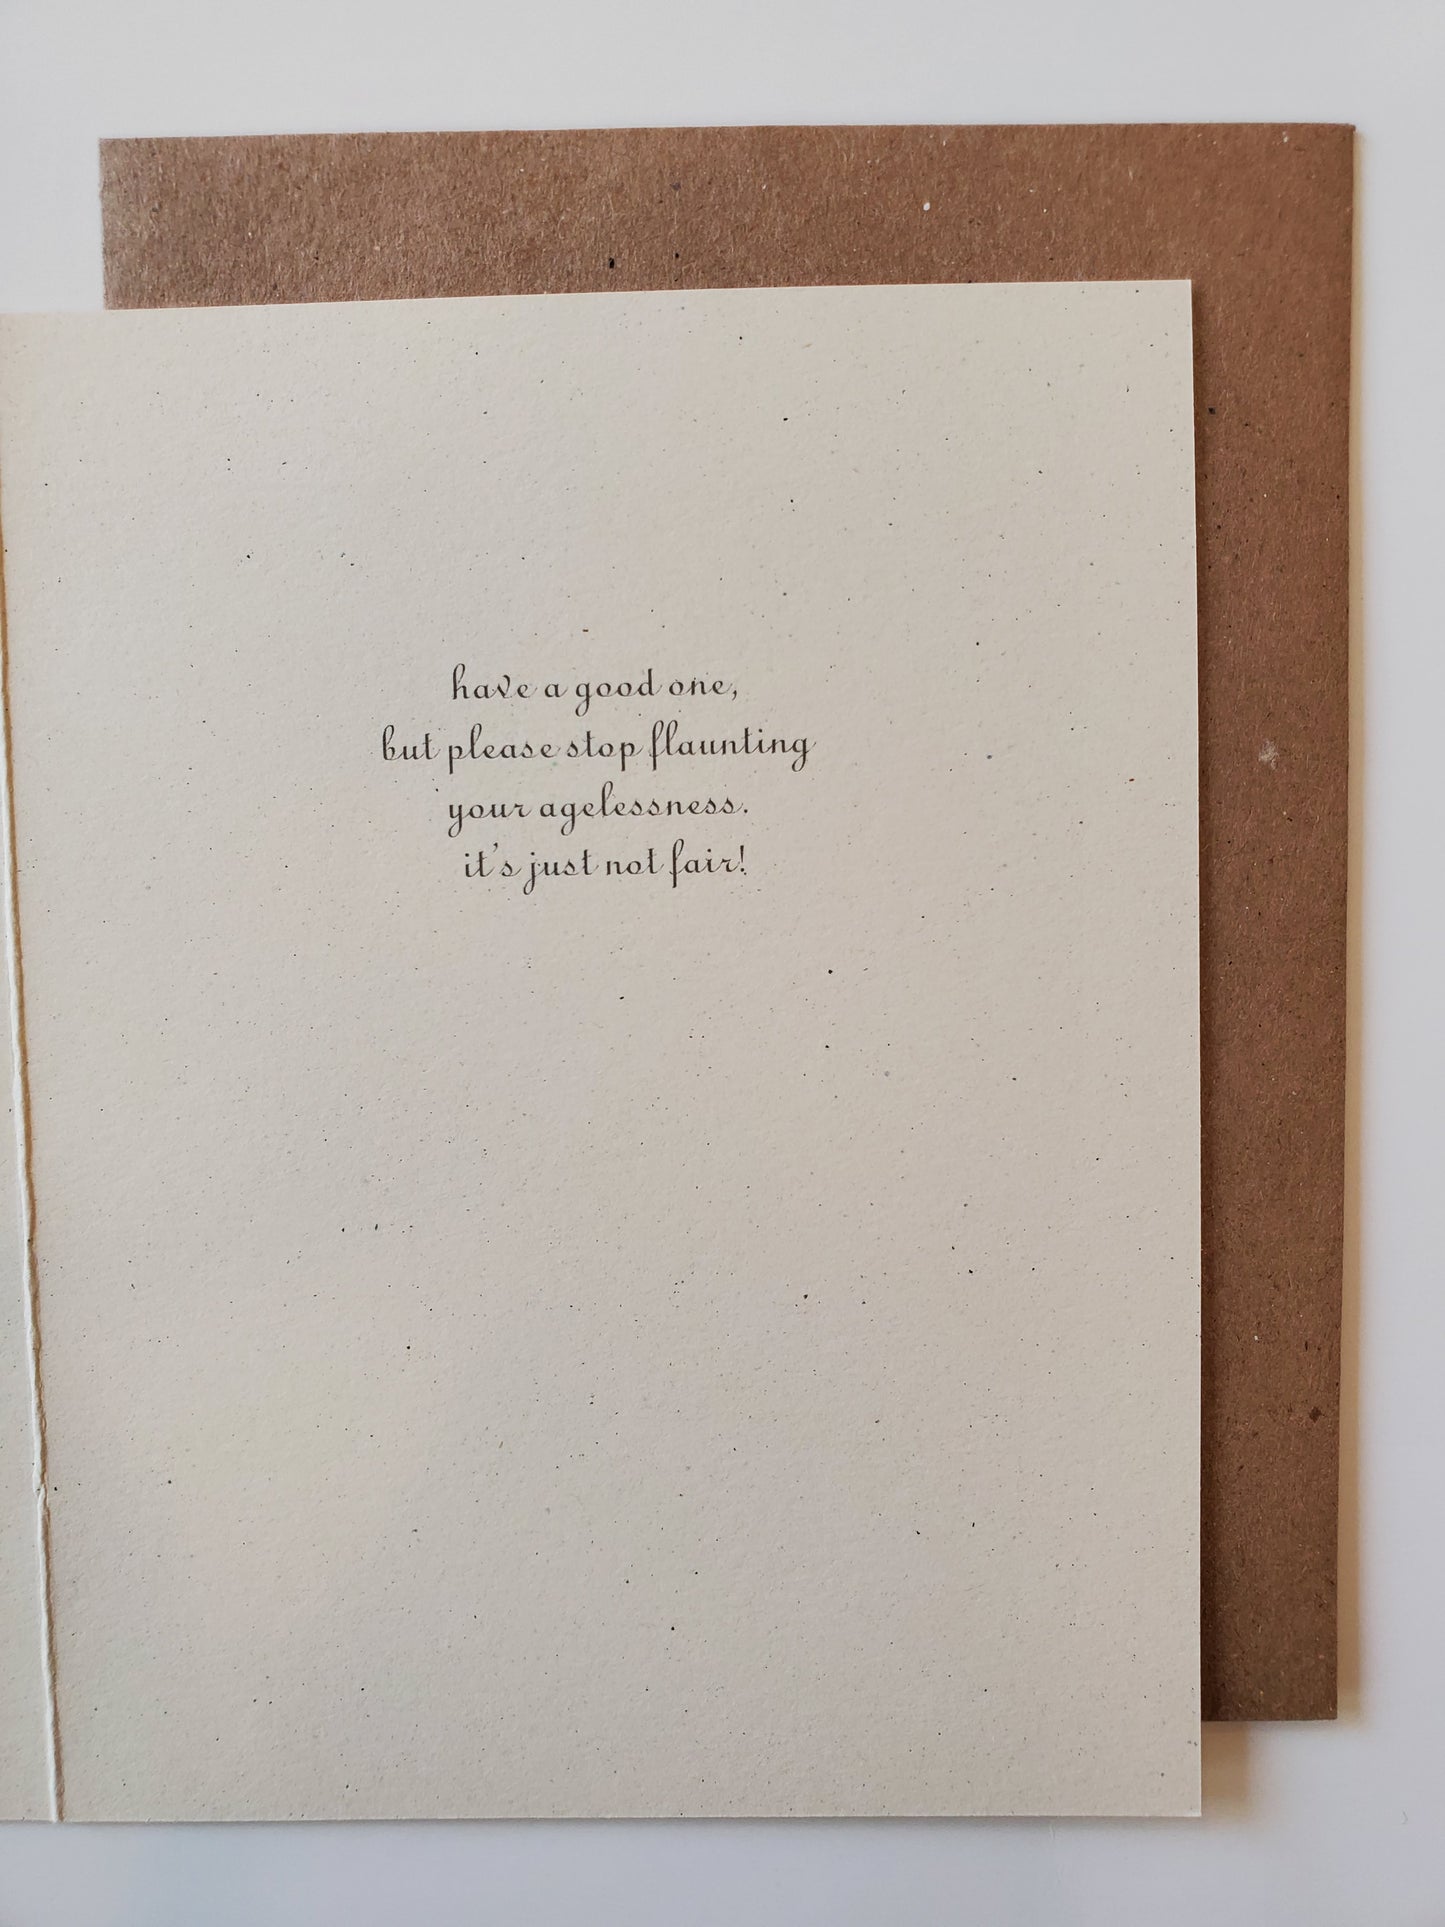 have a good one,
but please stop flaunting
your agelessness.
it's just not fair!